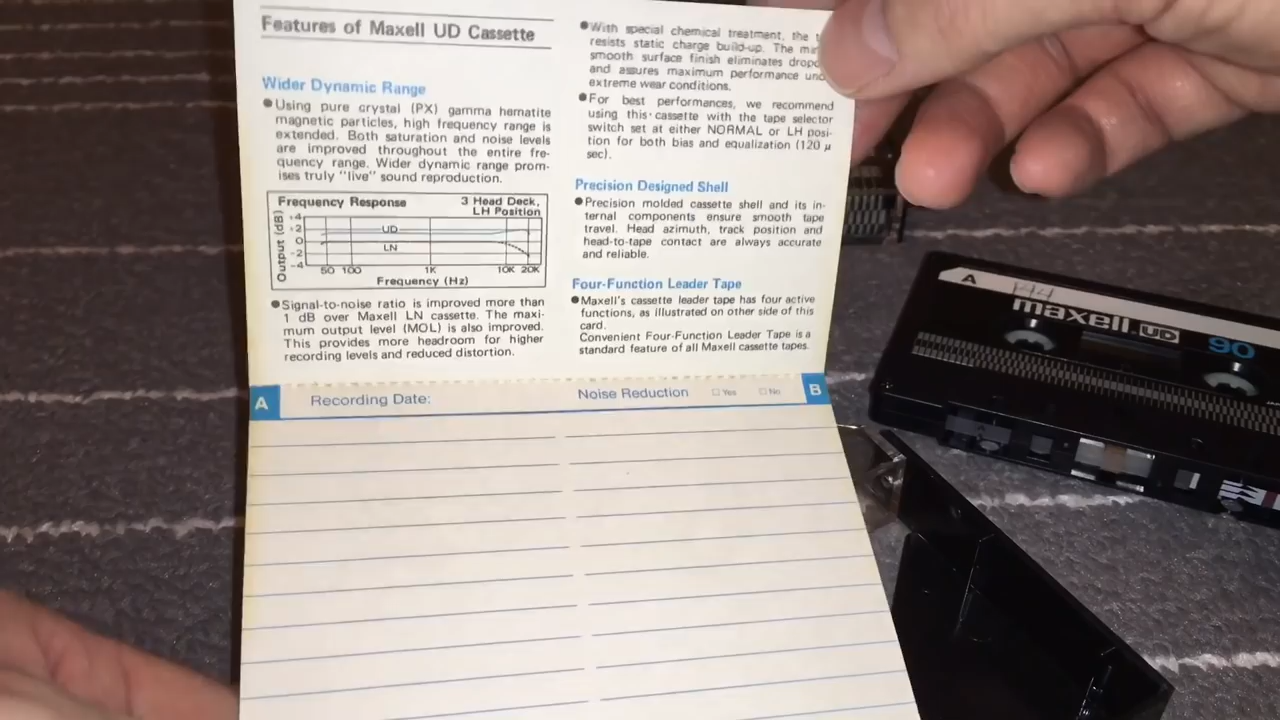 Features of Maxell UD Cassette
Wider Dynamic Range
●Using pure crystal (PX) gamma hematite
magnetic particles, high frequency range is
extended. Both saturation and noise levels
are improved throughout the entire fre-
quency range. Wider dynamic range prom-
ises truly "live" sound reproduction.
Frequency Response
3 Head Deck,
LH Position
Output (dB)
+4
+2
0
-2
-4
UD
LN
50 100 1K 10K 20K
Frequency (Hz)
●Signal-to-noise ratio is improved more than
1 dB over Maxell LN cassette. The maxi-
mum output level (MOL) is also improved.
This provides more headroom for higher
recording levels and reduced distortion.
●With special chemical treatment, the
resists static charge build-up. The
smooth surface finish eliminates
and assures maximum performance
extreme wear conditions.
●For best performances, we recommend
using this cassette with the tape selector
switch set at either NORMAL or LH posi-
tion for both bias and equalization (120 μ
sec).
Precision Designed Shell
●Precision molded cassette shell and its in-
ternal components ensure smooth tape
travel. Head azimuth, track position and
head-to-tape contact are always accurate
and reliable.
Four-Function Leader Tape
●Maxell's cassette leader tape has four active
functions, as illustrated on other side of this
card.
Convenient Four-Function Leader Tape is a
standard feature of all Maxell cassette tapes.
A Recording Date: Noise Reduction □ Yes □ No B
A
maxell.UD 90